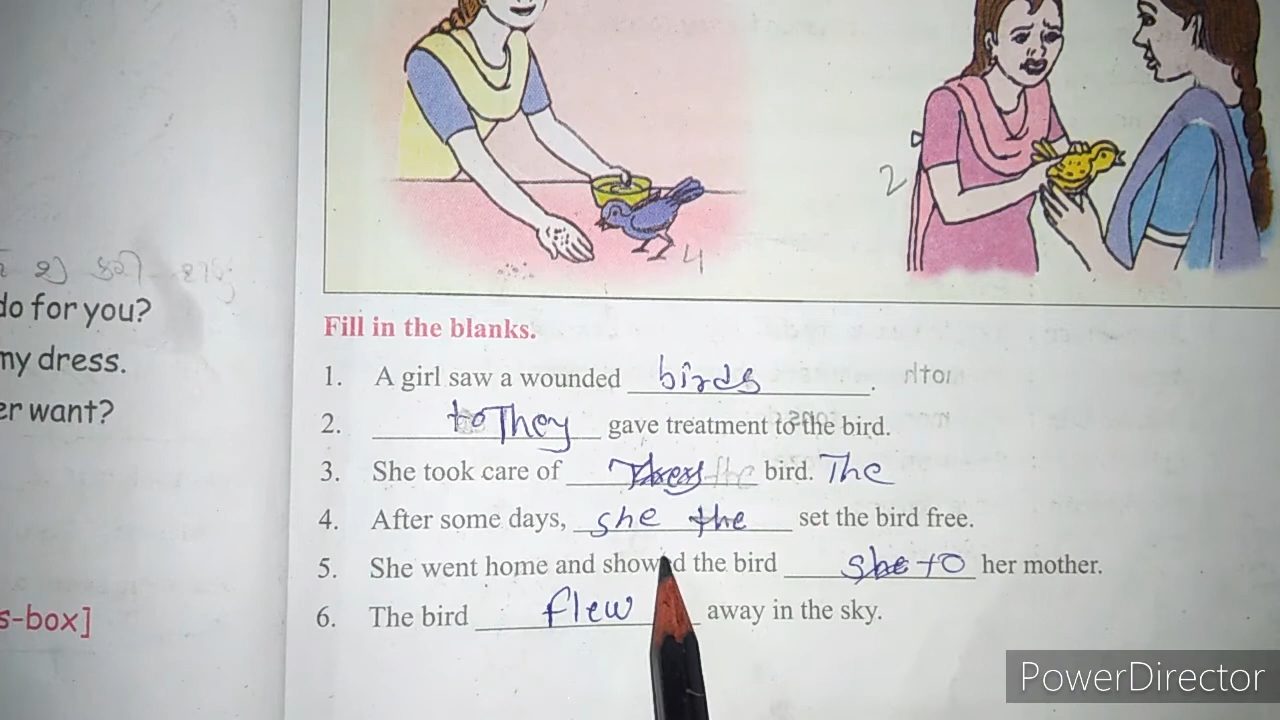 2
4
do for you?
my dress.
er want?
s-box]
Fill in the blanks.
1. A girl saw a wounded birds.
2. to They gave treatment to the bird.
3. She took care of the bird. The
4. After some days, she the set the bird free.
5. She went home and showed the bird she to her mother.
6. The bird flew away in the sky.
PowerDirector